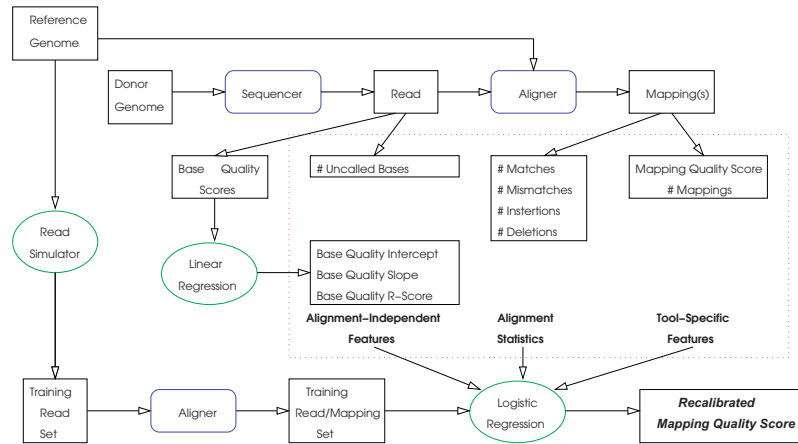 Reference
Genome
Donor
Genome
Sequencer
Read
Aligner
Mapping(s)
Base Quality
Scores
# Uncalled Bases
# Matches
# Mismatches
# Instertions
# Deletions
Mapping Quality Score
# Mappings
Read
Simulator
Linear
Regression
Base Quality Intercept
Base Quality Slope
Base Quality R-Score
Alignment-Independent
Features
Alignment
Statistics
Tool-Specific
Features
Training
Read
Set
Aligner
Training
Read/Mapping
Set
Logistic
Regression
Recalibrated
Mapping Quality Score